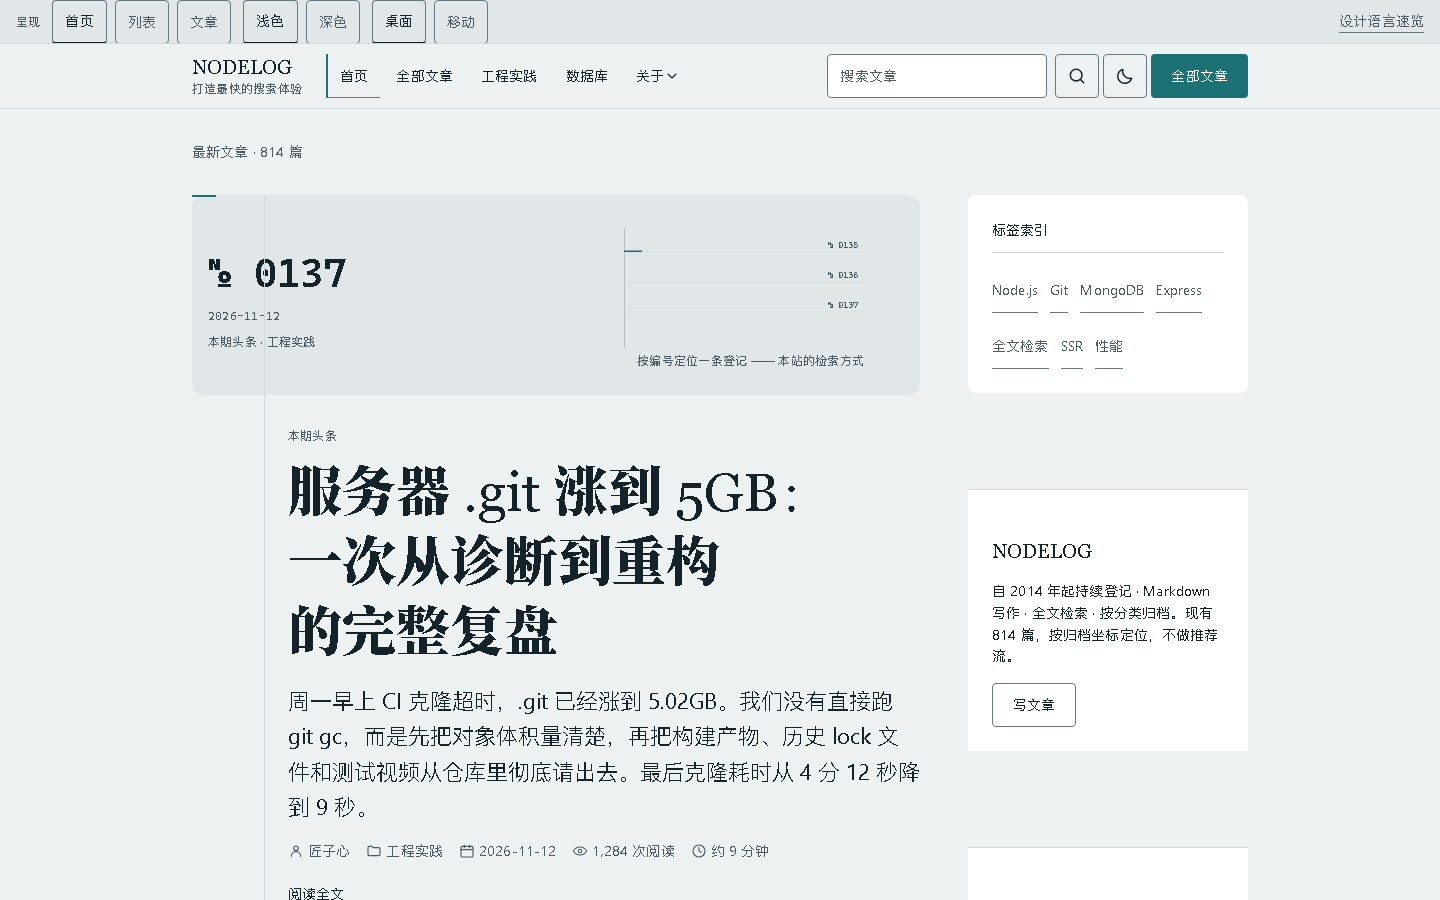 呈现 首页 列表 文章 浅色 深色 桌面 移动 设计语言速览
NODELOG
打造最快的搜索体验
首页 全部文章 工程实践 数据库 关于
搜索文章
全部文章
最新文章 · 814 篇
№ 0137
2026-11-12
本期头条 · 工程实践
№ 0135
№ 0136
№ 0137
按编号定位一条登记 —— 本站的检索方式
本期头条
服务器 .git 涨到 5GB：
一次从诊断到重构
的完整复盘
周一早上 CI 克隆超时，.git 已经涨到 5.02GB。我们没有直接跑
git gc，而是先把对象体积量清楚，再把构建产物、历史 lock 文
件和测试视频从仓库里彻底请出去。最后克隆耗时从 4 分 12 秒降
到 9 秒。
匠子心 工程实践 2026-11-12 1,284 次阅读 约 9 分钟
阅读全文
标签索引
Node.js Git MongoDB Express
全文检索 SSR 性能
NODELOG
自 2014 年起持续登记 · Markdown
写作 · 全文检索 · 按分类归档。现有
814 篇，按归档坐标定位，不做推荐
流。
写文章